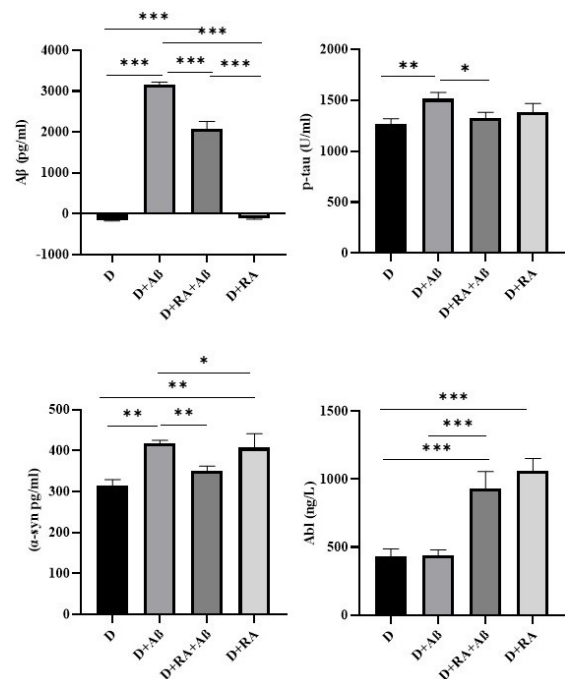 ***
***
*** *** ***
4000
3000
2000
1000
0
-1000
Aβ (pg/ml)
D
D+Aβ
D+RA+Aβ
D+RA
** *
2000
1500
1000
500
0
p-tau (U/ml)
D
D+Aβ
D+RA+Aβ
D+RA
*
**
** **
500
400
300
200
100
0
(α-syn pg/ml)
D
D+Aβ
D+RA+Aβ
D+RA
***
***
***
1500
1000
500
0
Abl (ng/L)
D
D+Aβ
D+RA+Aβ
D+RA